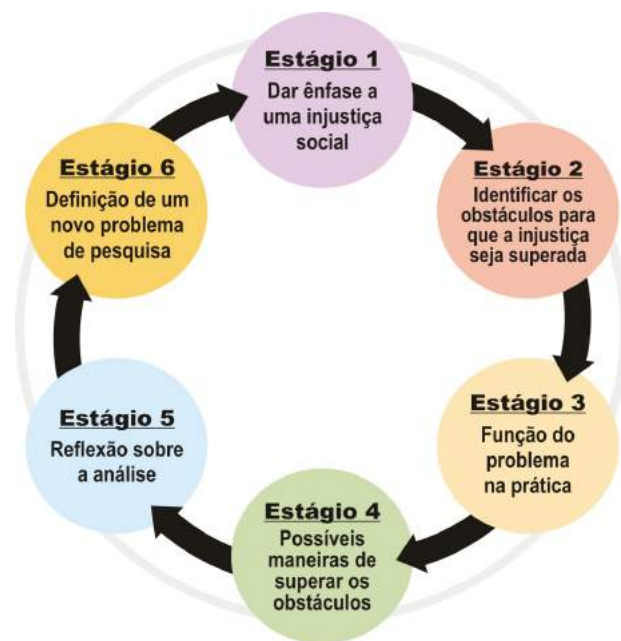 Estágio 1
Dar ênfase a
uma injustiça
social
Estágio 2
Identificar os
obstáculos para
que a injustiça
seja superada
Estágio 3
Função do
problema
na prática
Estágio 4
Possíveis
maneiras de
superar os
obstáculos
Estágio 5
Reflexão sobre
a análise
Estágio 6
Definição de um
novo problema
de pesquisa